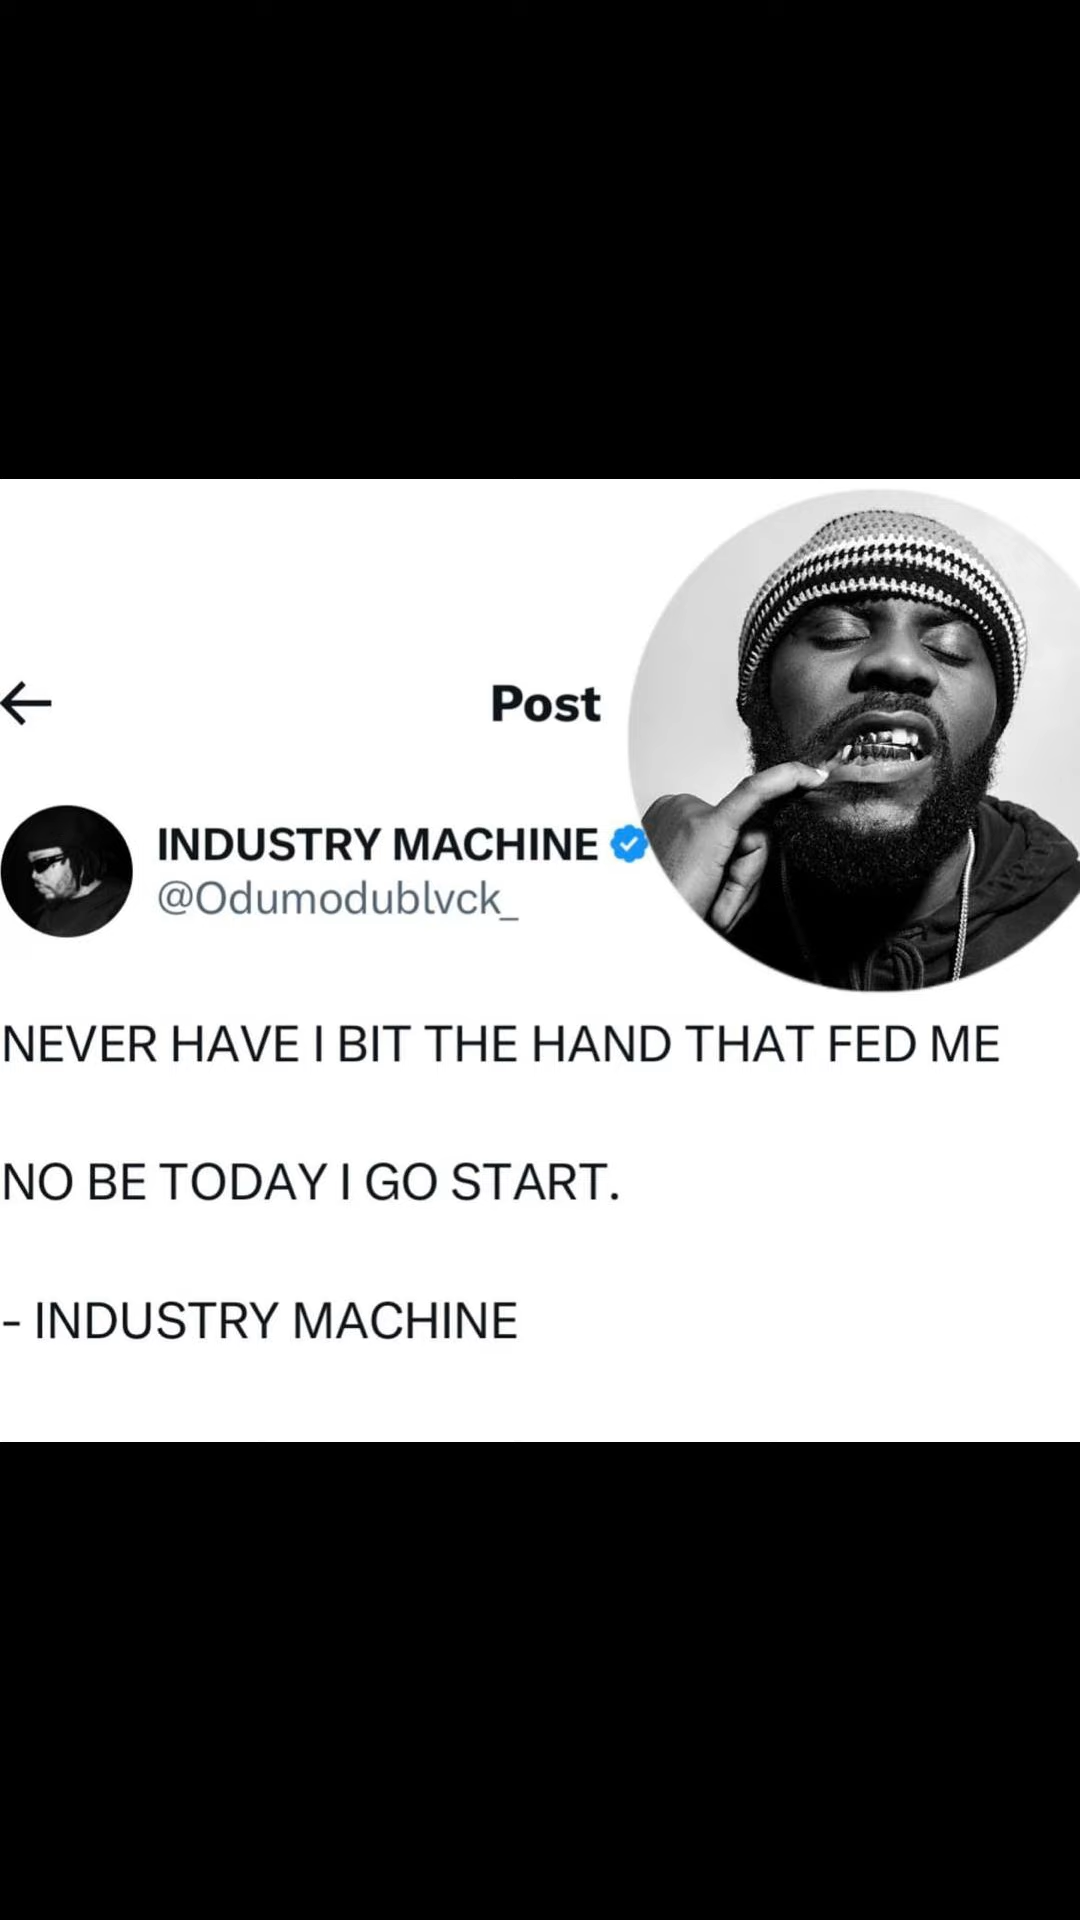 Post
INDUSTRY MACHINE
@Odumodublvck_
NEVER HAVE I BIT THE HAND THAT FED ME
NO BE TODAY I GO START.
- INDUSTRY MACHINE